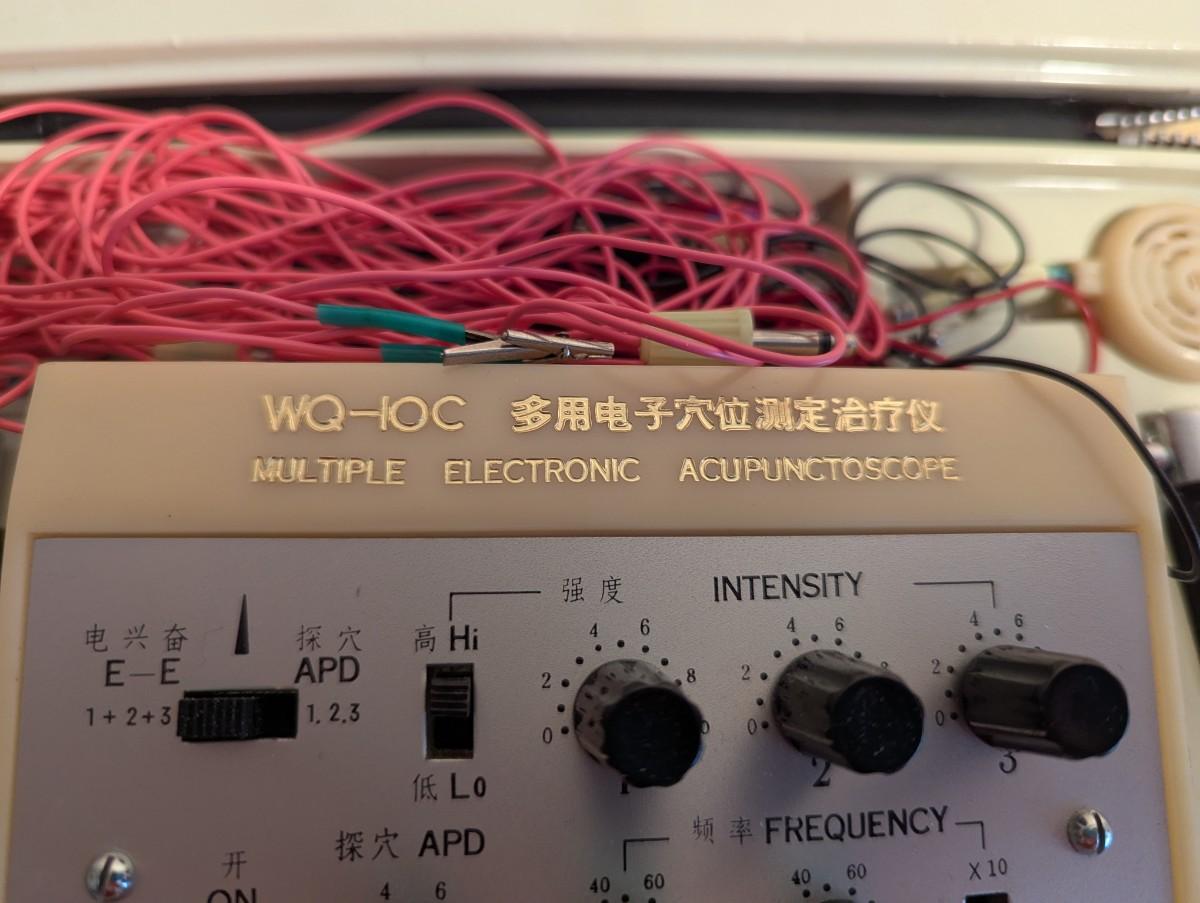 WQ-10C 多用电子穴位测定治疗仪
MULTIPLE ELECTRONIC ACUPUNCTOSCOPE
强度 INTENSITY
电兴奋 探穴 高 Hi
E-E APD
1+2+3 1.2.3
4 6 4 6 4 6
2 8 2 8 2
0 0 0
1 2 3
低 Lo
频率 FREQUENCY
探穴 APD
开 X10
ON 4 6 40 60 40 60